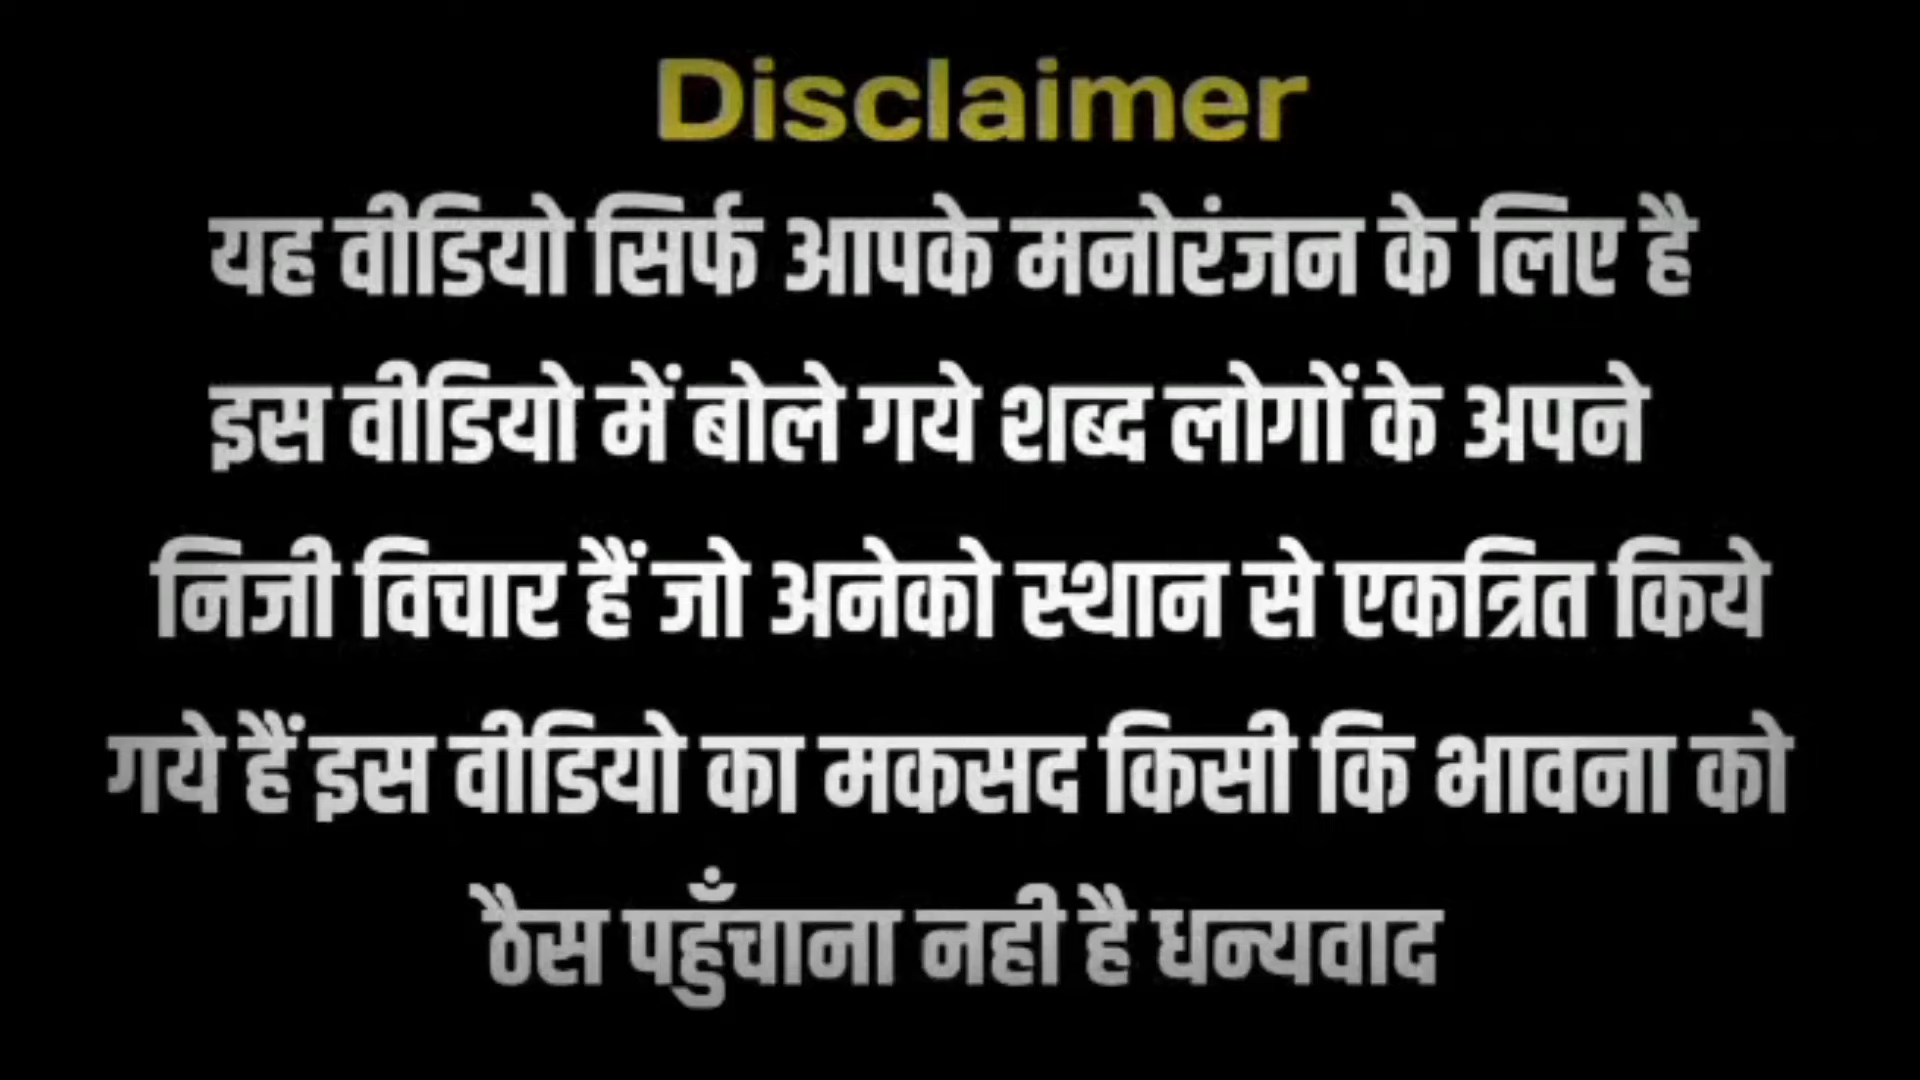 Disclaimer
यह वीडियो सिर्फ आपके मनोरंजन के लिए है
इस वीडियो में बोले गये शब्द लोगों के अपने
निजी विचार हैं जो अनेको स्थान से एकत्रित किये
गये हैं इस वीडियो का मकसद किसी कि भावना को
ठैस पहुँचाना नही है धन्यवाद